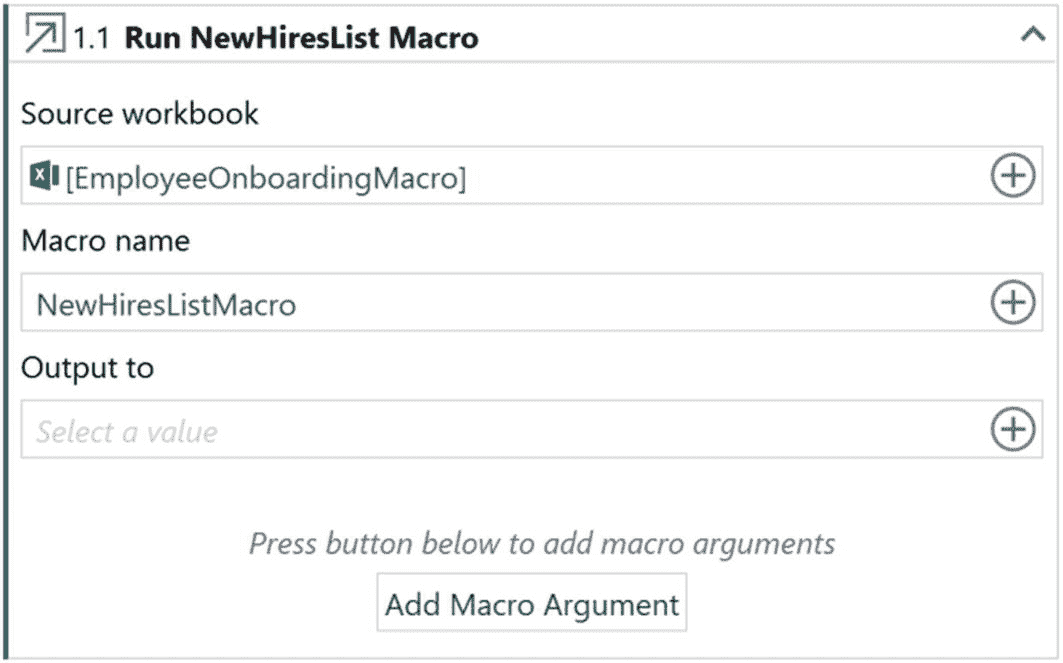 1.1 Run NewHiresList Macro
Source workbook
[EmployeeOnboardingMacro]
Macro name
NewHiresListMacro
Output to
Select a value
Press button below to add macro arguments
Add Macro Argument